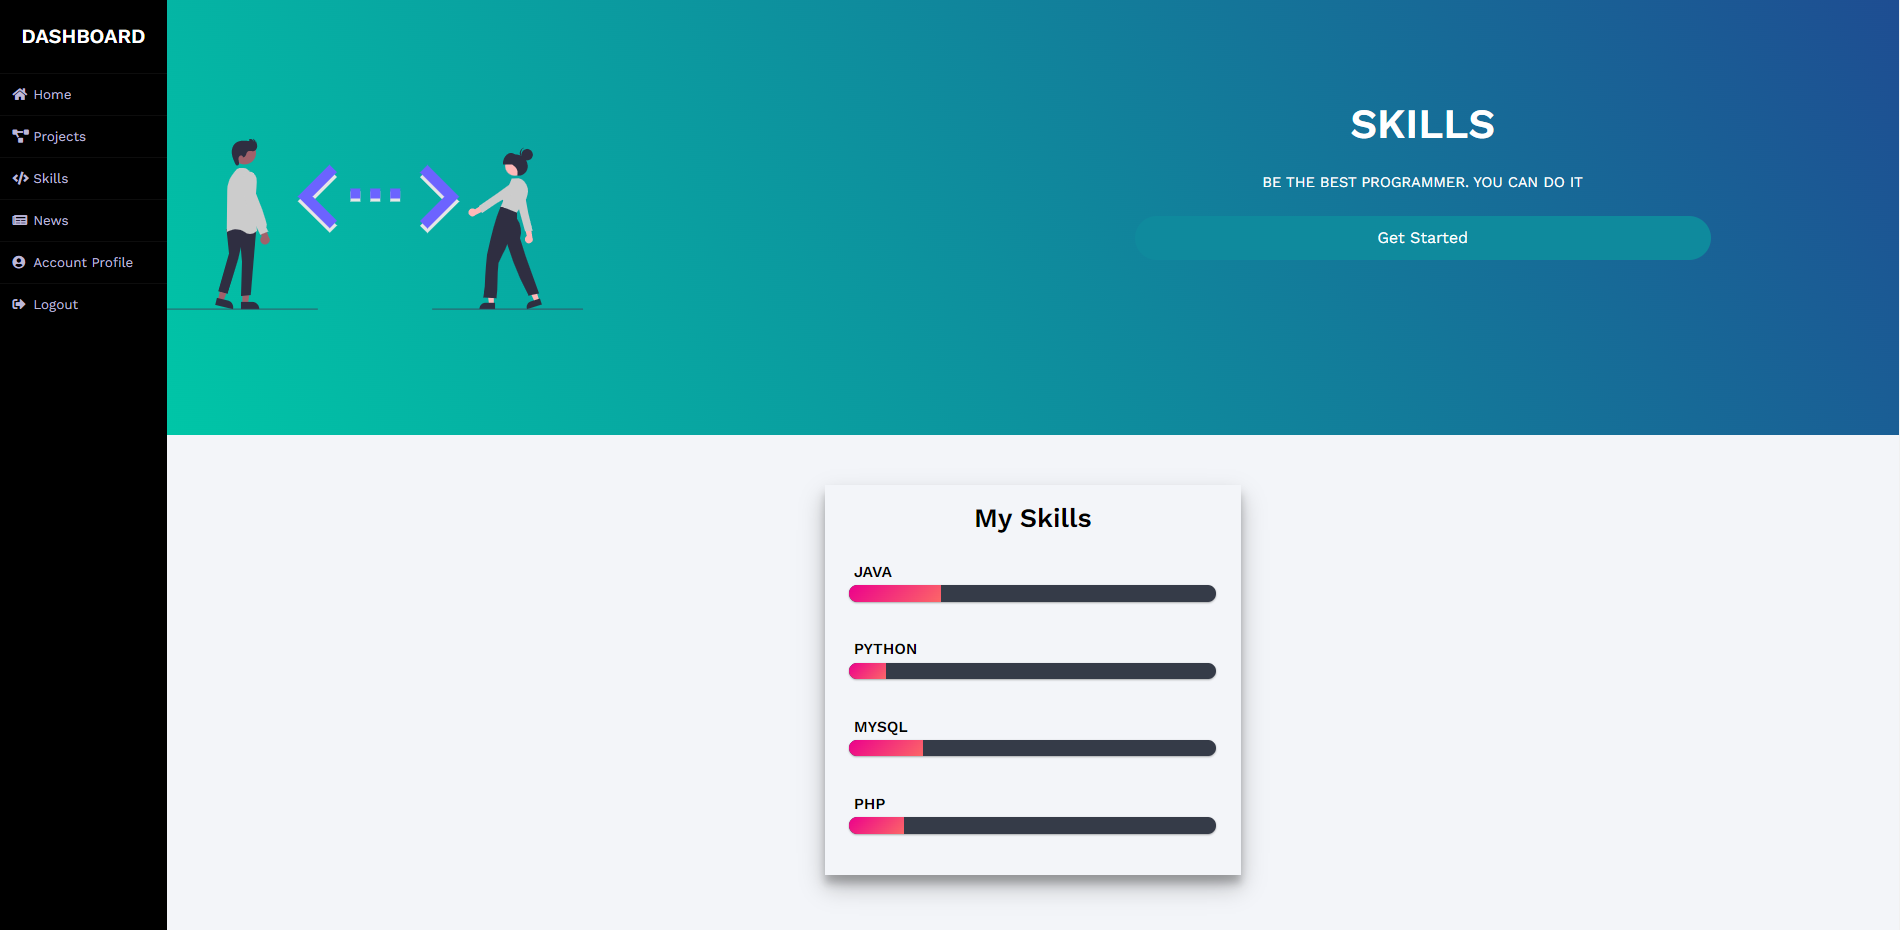 DASHBOARD
Home
Projects
Skills
News
Account Profile
Logout
SKILLS
BE THE BEST PROGRAMMER. YOU CAN DO IT
Get Started
My Skills
JAVA
PYTHON
MYSQL
PHP